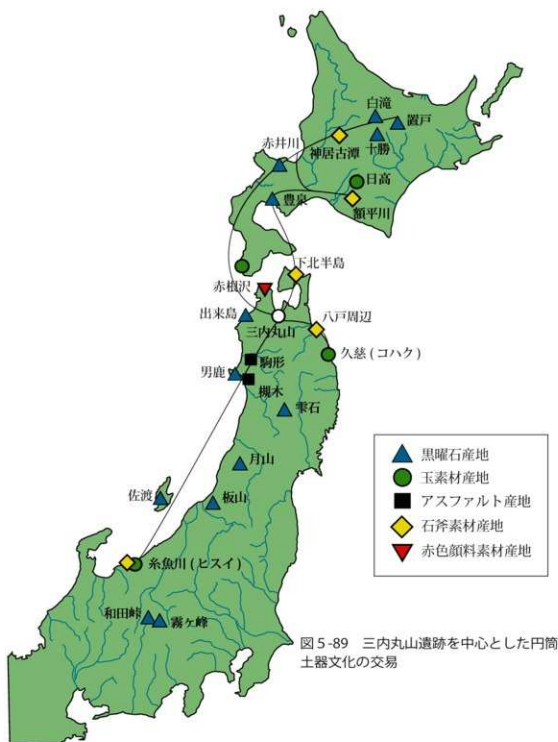 白滝
置戸
赤井川
神居古潭
十勝
日高
豊泉
額平川
下北半島
赤根沢
出来島
八戸周辺
三内丸山
久慈(コハク)
駒形
男鹿
槻木
雫石
月山
佐渡
板山
糸魚川(ヒスイ)
和田峠
霧ヶ峰
黒曜石産地
玉素材産地
アスファルト産地
石斧素材産地
赤色顔料素材産地
図5-89 三内丸山遺跡を中心とした円筒
土器文化の交易